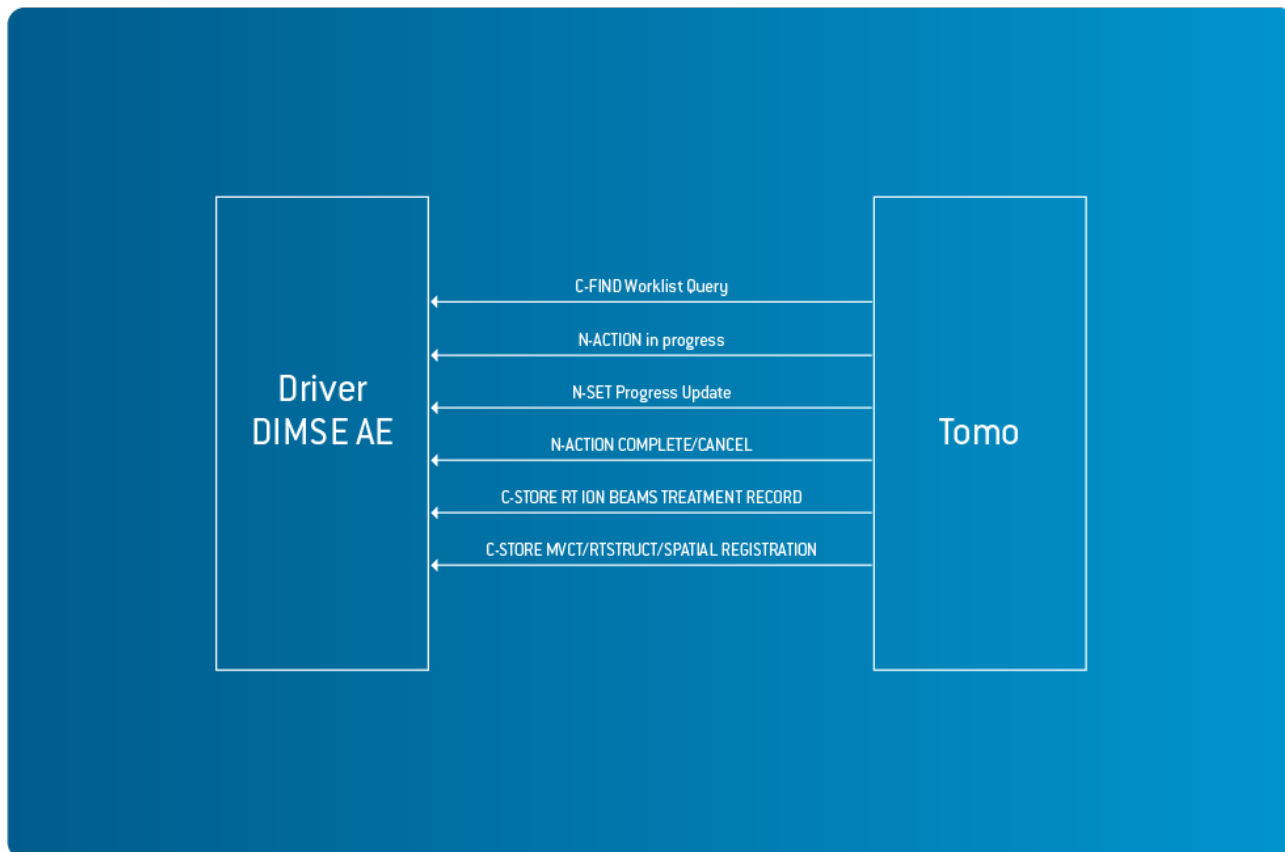 C-FIND Worklist Query
N-ACTION in progress
N-SET Progress Update
Driver
DIMSE AE
N-ACTION COMPLETE/CANCEL
C-STORE RT ION BEAMS TREATMENT RECORD
C-STORE MVCT/RTSTRUCT/SPATIAL REGISTRATION
Tomo